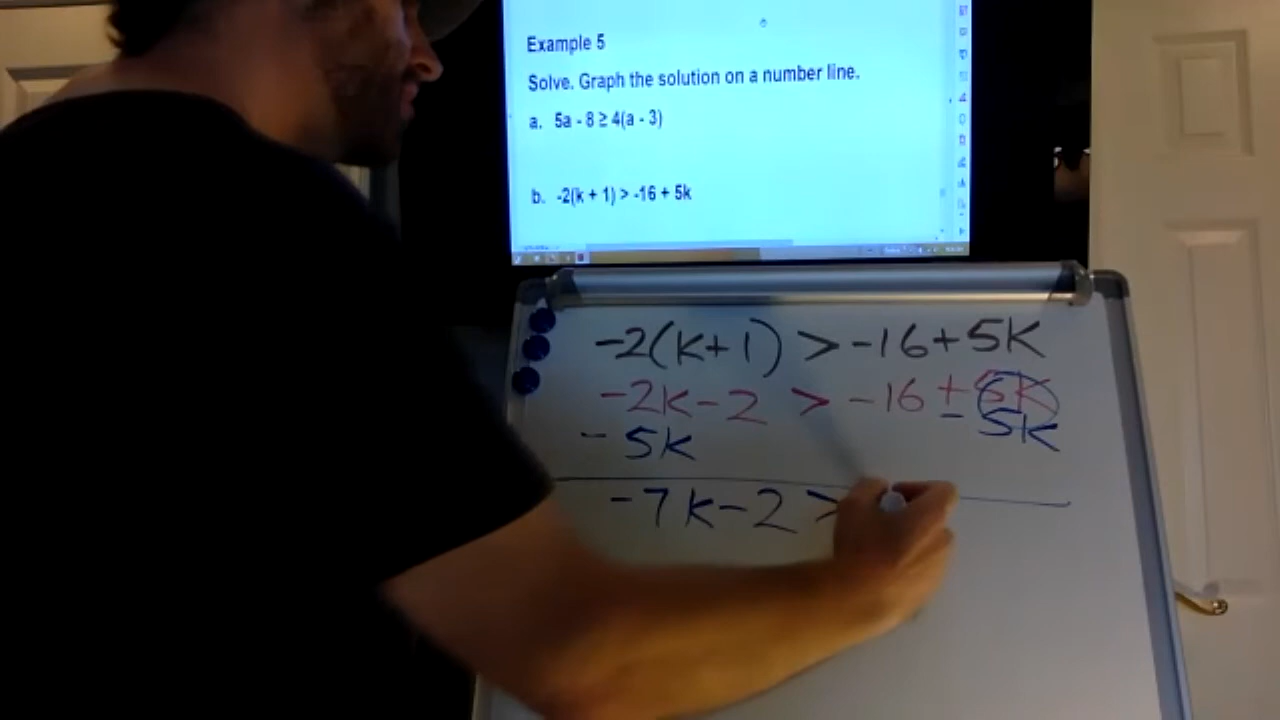 Example 5
Solve. Graph the solution on a number line.
a. 5a - 8 ≥ 4(a - 3)
b. -2(k + 1) > -16 + 5k
-2(k+1) > -16+5k
-2k-2 > -16+5k
-5k - 5k
-7k-2 >